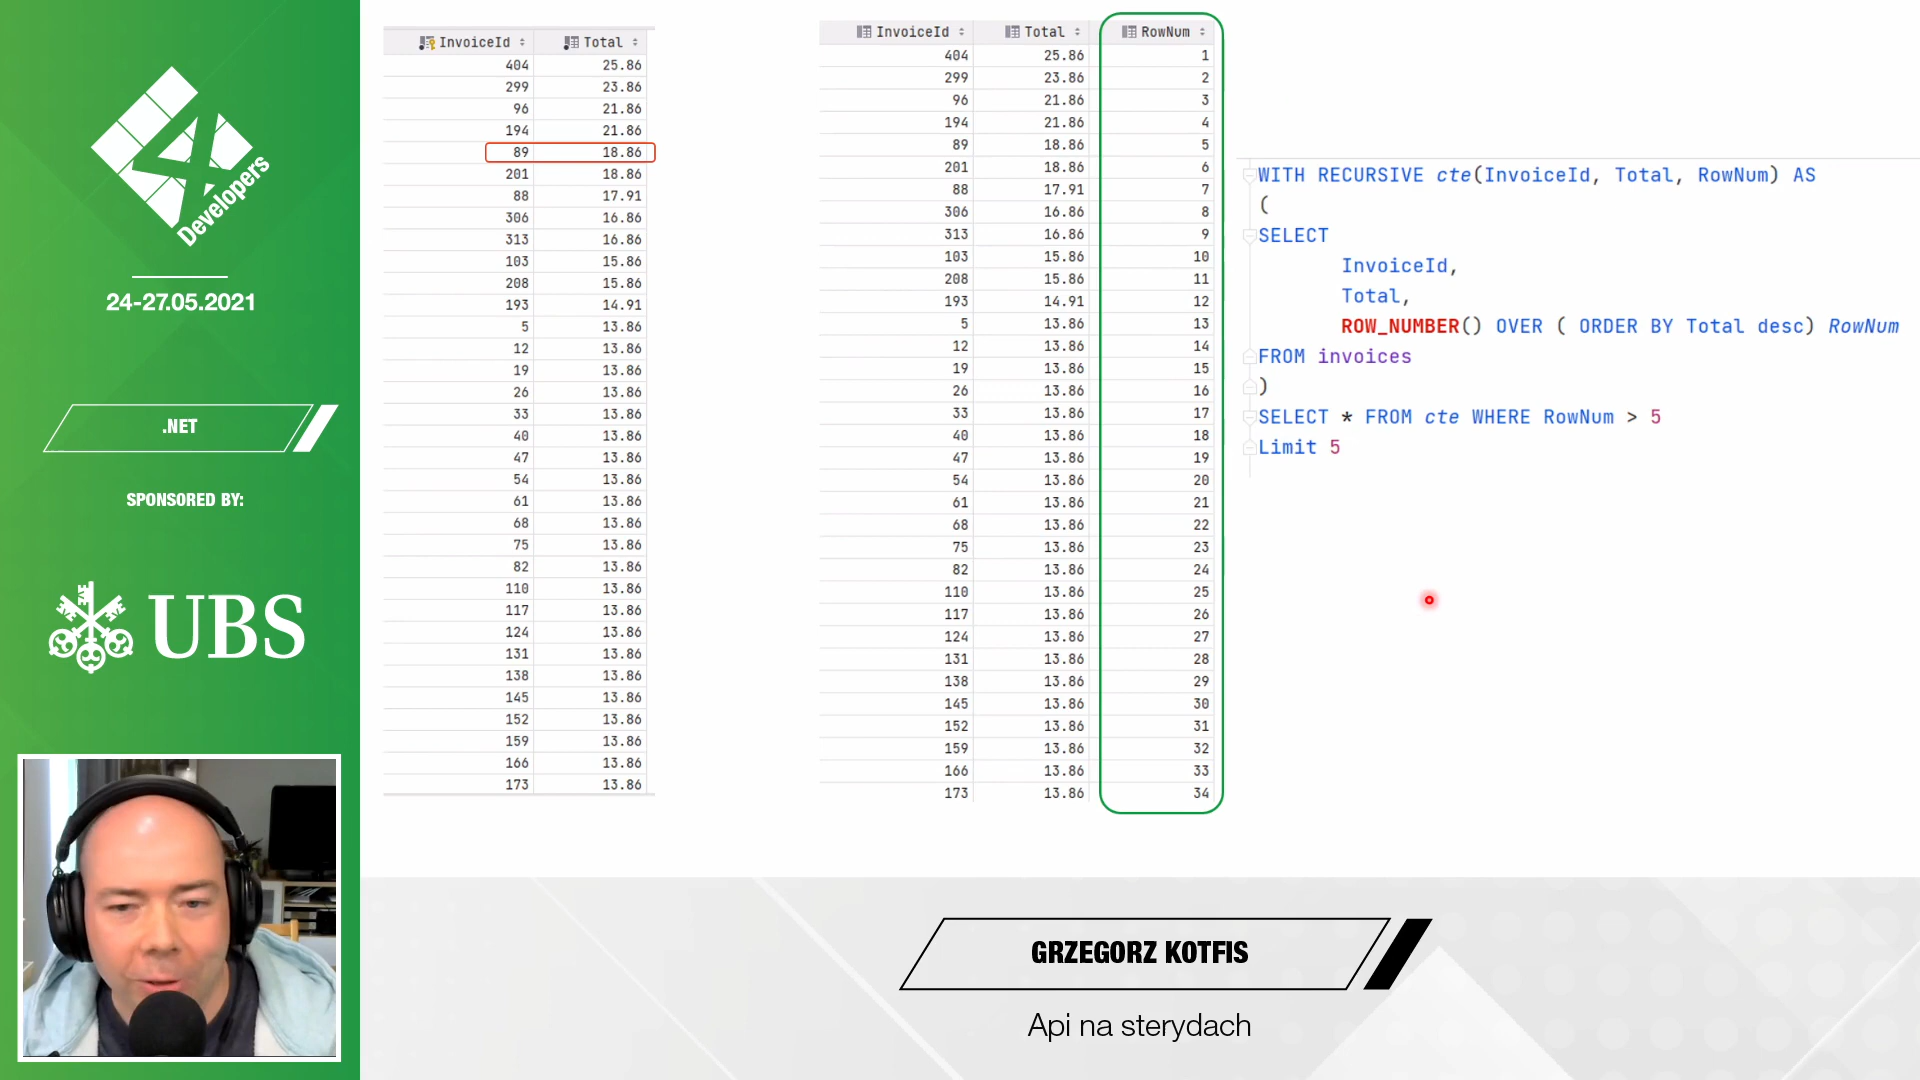 4
Developers
24-27.05.2021
.NET
SPONSORED BY:
UBS
InvoiceId Total
404 25.86
299 23.86
96 21.86
194 21.86
89 18.86
201 18.86
88 17.91
306 16.86
313 16.86
103 15.86
208 15.86
193 14.91
5 13.86
12 13.86
19 13.86
26 13.86
33 13.86
40 13.86
47 13.86
54 13.86
61 13.86
68 13.86
75 13.86
82 13.86
110 13.86
117 13.86
124 13.86
131 13.86
138 13.86
145 13.86
152 13.86
159 13.86
166 13.86
173 13.86
InvoiceId Total RowNum
404 25.86 1
299 23.86 2
96 21.86 3
194 21.86 4
89 18.86 5
201 18.86 6
88 17.91 7
306 16.86 8
313 16.86 9
103 15.86 10
208 15.86 11
193 14.91 12
5 13.86 13
12 13.86 14
19 13.86 15
26 13.86 16
33 13.86 17
40 13.86 18
47 13.86 19
54 13.86 20
61 13.86 21
68 13.86 22
75 13.86 23
82 13.86 24
110 13.86 25
117 13.86 26
124 13.86 27
131 13.86 28
138 13.86 29
145 13.86 30
152 13.86 31
159 13.86 32
166 13.86 33
173 13.86 34
WITH RECURSIVE cte(InvoiceId, Total, RowNum) AS
(
SELECT
InvoiceId,
Total,
ROW_NUMBER() OVER ( ORDER BY Total desc) RowNum
FROM invoices
)
SELECT * FROM cte WHERE RowNum > 5
Limit 5
GRZEGORZ KOTFIS
Api na sterydach